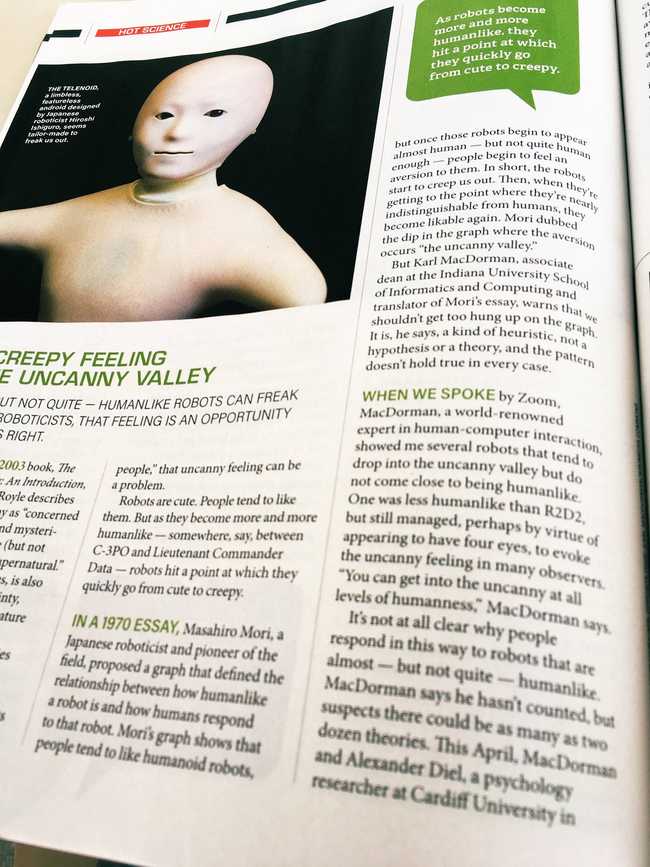 HOT SCIENCE
THE TELENOID,
a limbless,
featureless
android designed
by Japanese
roboticist Hiroshi
Ishiguro, seems
tailor-made to
freak us out.
As robots become
more and more
humanlike, they
hit a point at which
they quickly go
from cute to creepy.
CREEPY FEELING
UNCANNY VALLEY
BUT NOT QUITE — HUMANLIKE ROBOTS CAN FREAK
ROBOTICISTS, THAT FEELING IS AN OPPORTUNITY
RIGHT.
2003 book, The
An Introduction,
Royle describes
as “concerned
mysteri-
(but not
is also
people,” that uncanny feeling can be
a problem.
Robots are cute. People tend to like
them. But as they become more and more
humanlike — somewhere, say, between
C-3PO and Lieutenant Commander
Data — robots hit a point at which they
quickly go from cute to creepy.
IN A 1970 ESSAY, Masahiro Mori, a
Japanese roboticist and pioneer of the
field, proposed a graph that defined the
relationship between how humanlike
a robot is and how humans respond
to that robot. Mori’s graph shows that
people tend to like humanoid robots,
but once those robots begin to appear
almost human — but not quite human
enough — people begin to feel an
aversion to them. In short, the robots
start to creep us out. Then, when they’re
getting to the point where they’re nearly
indistinguishable from humans, they
become likable again. Mori dubbed
the dip in the graph where the aversion
occurs “the uncanny valley.”
But Karl MacDorman, associate
dean at the Indiana University School
of Informatics and Computing and
translator of Mori’s essay, warns that we
shouldn’t get too hung up on the graph.
It is, he says, a kind of heuristic, not a
hypothesis or a theory, and the pattern
doesn’t hold true in every case.
WHEN WE SPOKE by Zoom,
MacDorman, a world-renowned
expert in human-computer interaction,
showed me several robots that tend to
drop into the uncanny valley but do
not come close to being humanlike.
One was less humanlike than R2D2,
but still managed, perhaps by virtue of
appearing to have four eyes, to evoke
the uncanny feeling in many observers.
“You can get into the uncanny at all
levels of humanness,” MacDorman says.
It’s not at all clear why people
respond in this way to robots that are
almost — but not quite — humanlike.
MacDorman says he hasn’t counted, but
suspects there could be as many as two
dozen theories. This April, MacDorman
and Alexander Diel, a psychology
researcher at Cardiff University in